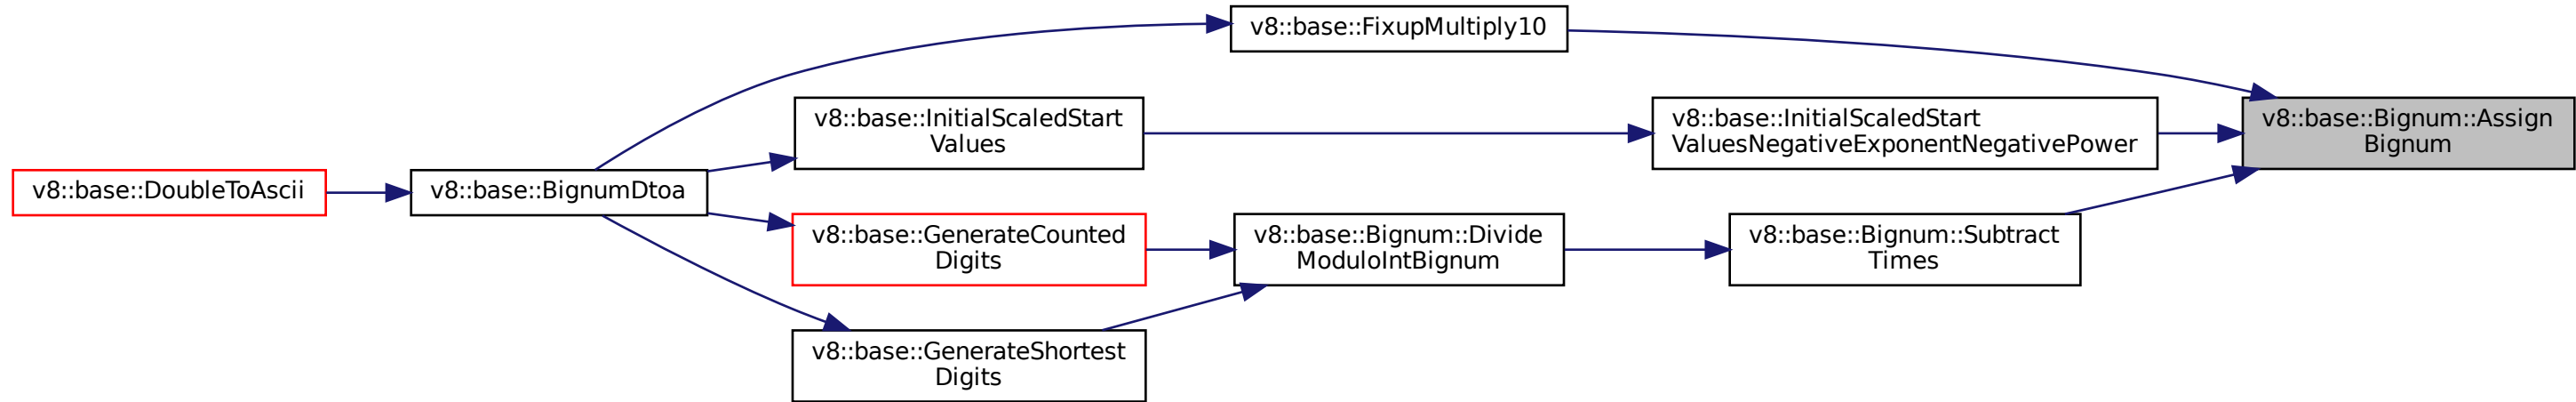 v8::base::FixupMultiply10
v8::base::InitialScaledStart
Values
v8::base::InitialScaledStart
ValuesNegativeExponentNegativePower
v8::base::Bignum::Assign
Bignum
v8::base::DoubleToAscii
v8::base::BignumDtoa
v8::base::GenerateCounted
Digits
v8::base::Bignum::Divide
ModuloIntBignum
v8::base::Bignum::Subtract
Times
v8::base::GenerateShortest
Digits